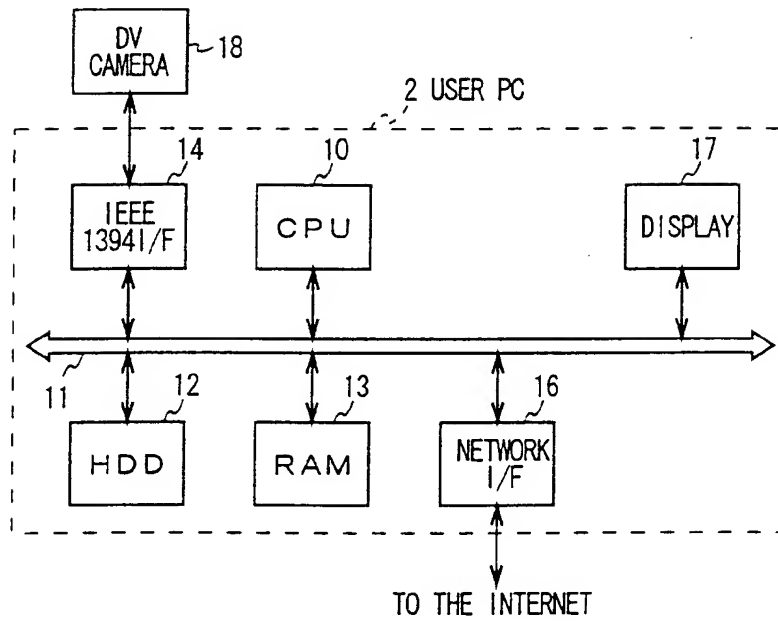 DV
CAMERA
18
2 USER PC
14
10
17
IEEE
1394I/F
CPU
DISPLAY
11
12
13
16
HDD
RAM
NETWORK
I/F
TO THE INTERNET